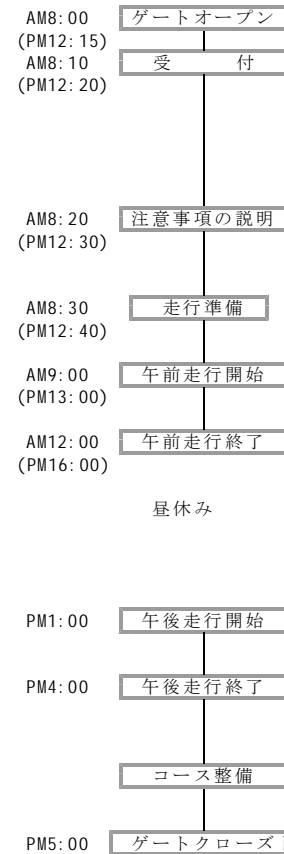 AM8:00 ゲートオープン
(PM12:15)
AM8:10 受付
(PM12:20)
AM8:20 注意事項の説明
(PM12:30)
AM8:30 走行準備
(PM12:40)
AM9:00 午前走行開始
(PM13:00)
AM12:00 午前走行終了
(PM16:00)
昼休み
PM1:00 午後走行開始
PM4:00 午後走行終了
コース整備
PM5:00 ゲートクローズ